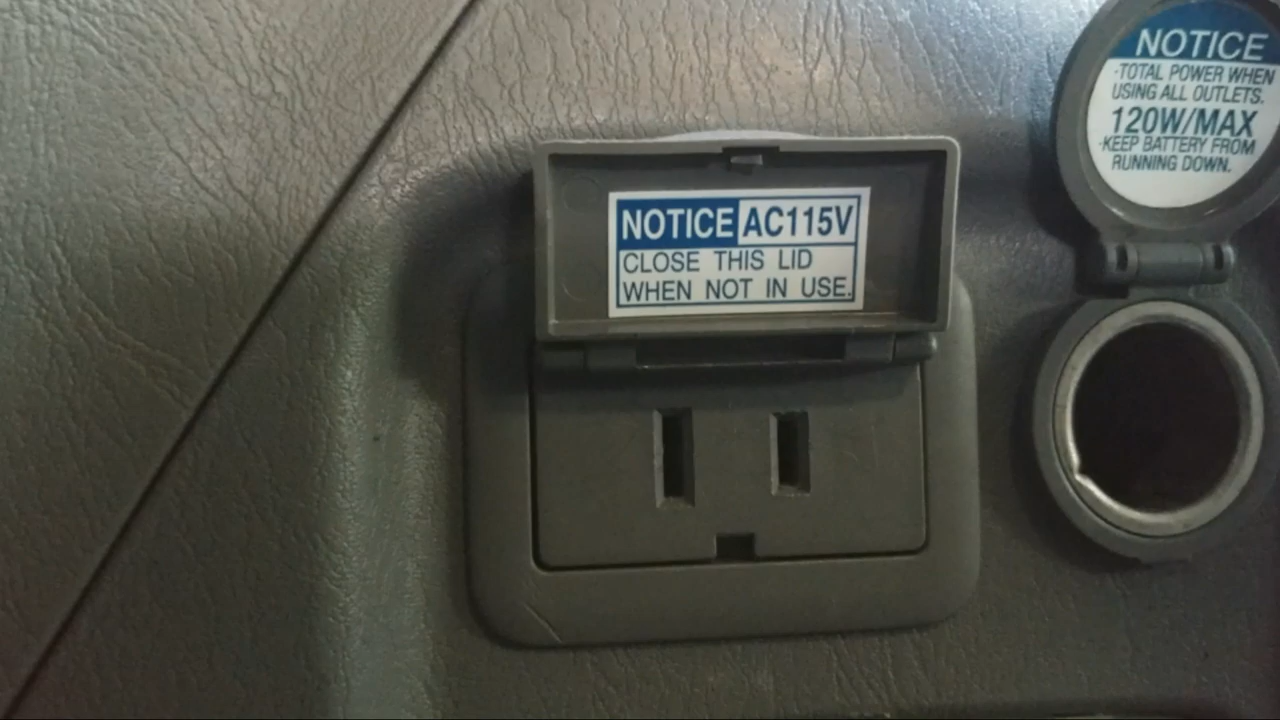 NOTICE AC115V
CLOSE THIS LID
WHEN NOT IN USE.
NOTICE
·TOTAL POWER WHEN
USING ALL OUTLETS.
120W/MAX
·KEEP BATTERY FROM
RUNNING DOWN.